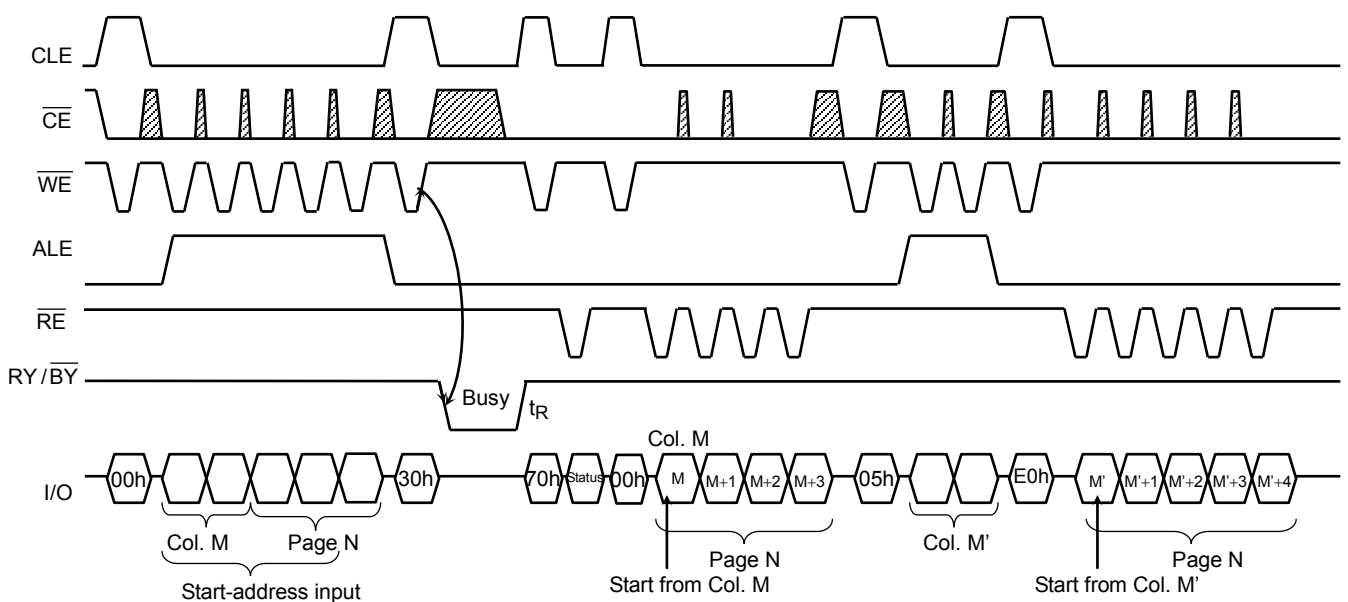 CLE
CE
WE
ALE
RE
RY/BY
Busy
tR
Col. M
I/O
00h
30h
70h
Status
00h
M
M+1
M+2
M+3
05h
E0h
M'
M'+1
M'+2
M'+3
M'+4
Col. M
Page N
Page N
Col. M’
Page N
Start-address input
Start from Col. M
Start from Col. M’